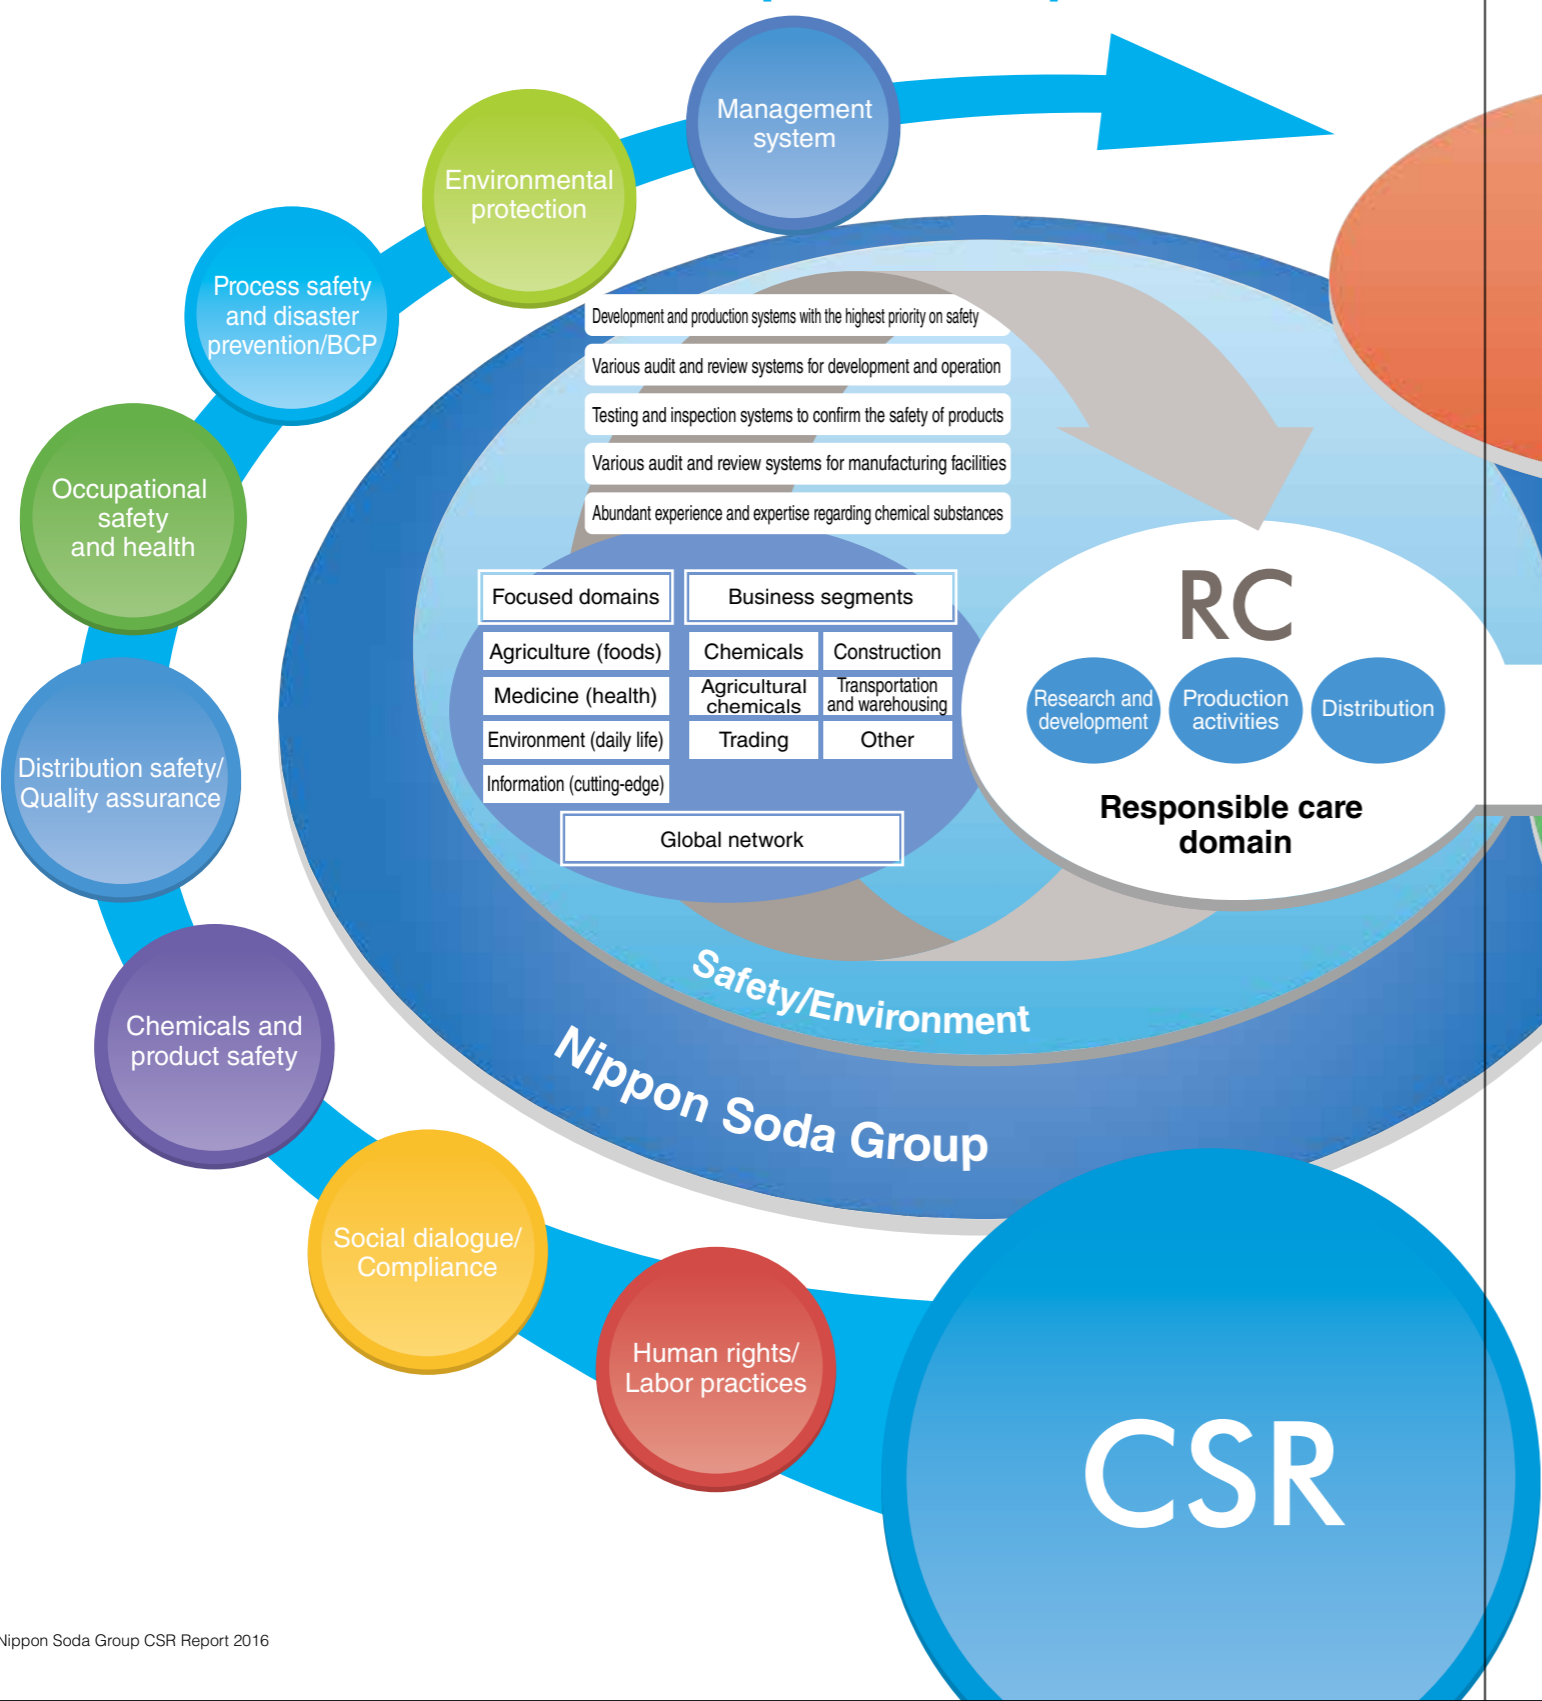 Management
system
Environmental
protection
Process safety
and disaster
prevention/BCP
Occupational
safety
and health
Distribution safety/
Quality assurance
Chemicals and
product safety
Social dialogue/
Compliance
Human rights/
Labor practices
CSR
Development and production systems with the highest priority on safety
Various audit and review systems for development and operation
Testing and inspection systems to confirm the safety of products
Various audit and review systems for manufacturing facilities
Abundant experience and expertise regarding chemical substances
Focused domains
Agriculture (foods)
Medicine (health)
Environment (daily life)
Information (cutting-edge)
Business segments
Chemicals
Construction
Agricultural
chemicals
Transportation
and warehousing
Trading
Other
Global network
RC
Research and
development
Production
activities
Distribution
Responsible care
domain
Safety/Environment
Nippon Soda Group
Nippon Soda Group CSR Report 2016